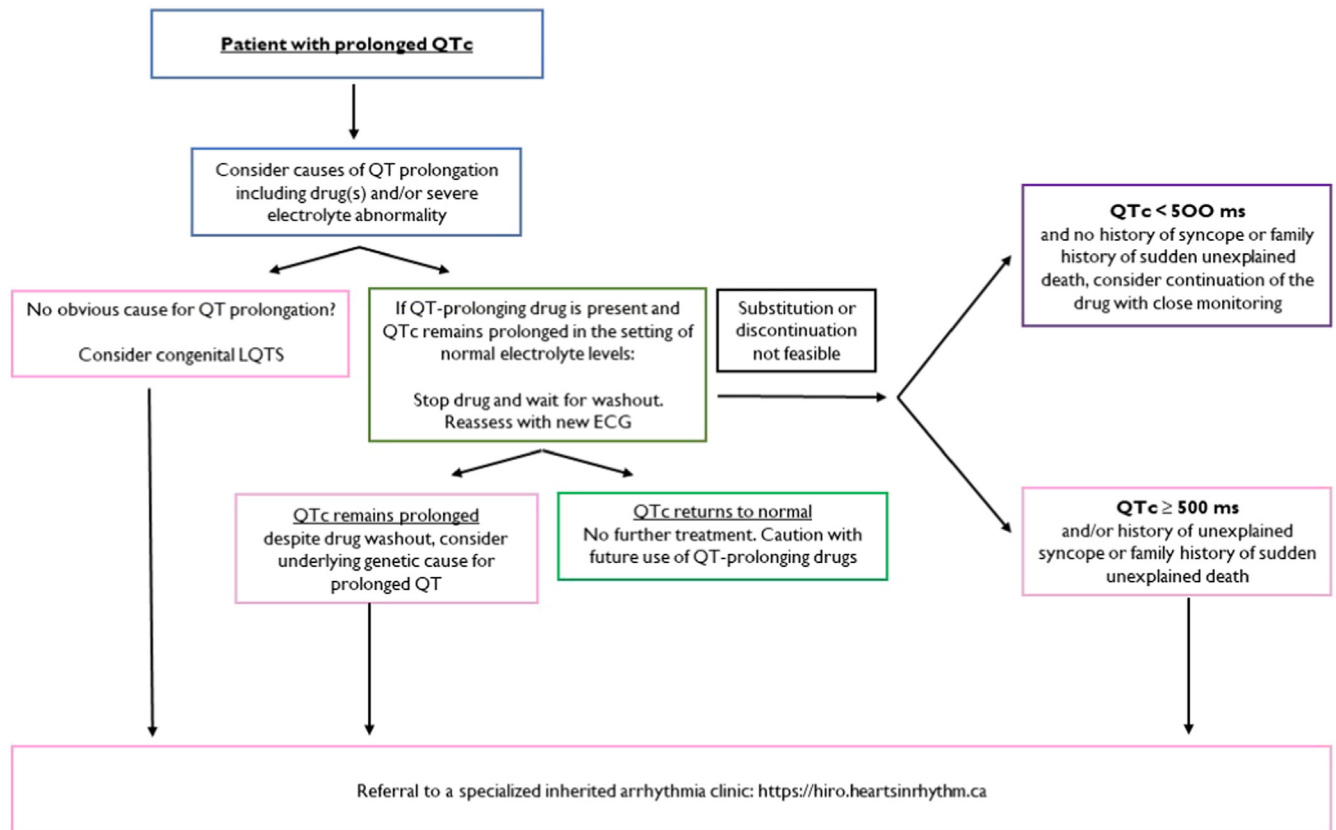 Patient with prolonged QTc
Consider causes of QT prolongation
including drug(s) and/or severe
electrolyte abnormality
No obvious cause for QT prolongation?
Consider congenital LQTS
If QT-prolonging drug is present and
QTc remains prolonged in the setting of
normal electrolyte levels:
Stop drug and wait for washout.
Reassess with new ECG
Substitution or
discontinuation
not feasible
QTc < 5OO ms
and no history of syncope or family
history of sudden unexplained
death, consider continuation of the
drug with close monitoring
QTc remains prolonged
despite drug washout, consider
underlying genetic cause for
prolonged QT
QTc returns to normal
No further treatment. Caution with
future use of QT-prolonging drugs
QTc ≥ 500 ms
and/or history of unexplained
syncope or family history of sudden
unexplained death
Referral to a specialized inherited arrhythmia clinic: https://hiro.heartsinrhythm.ca